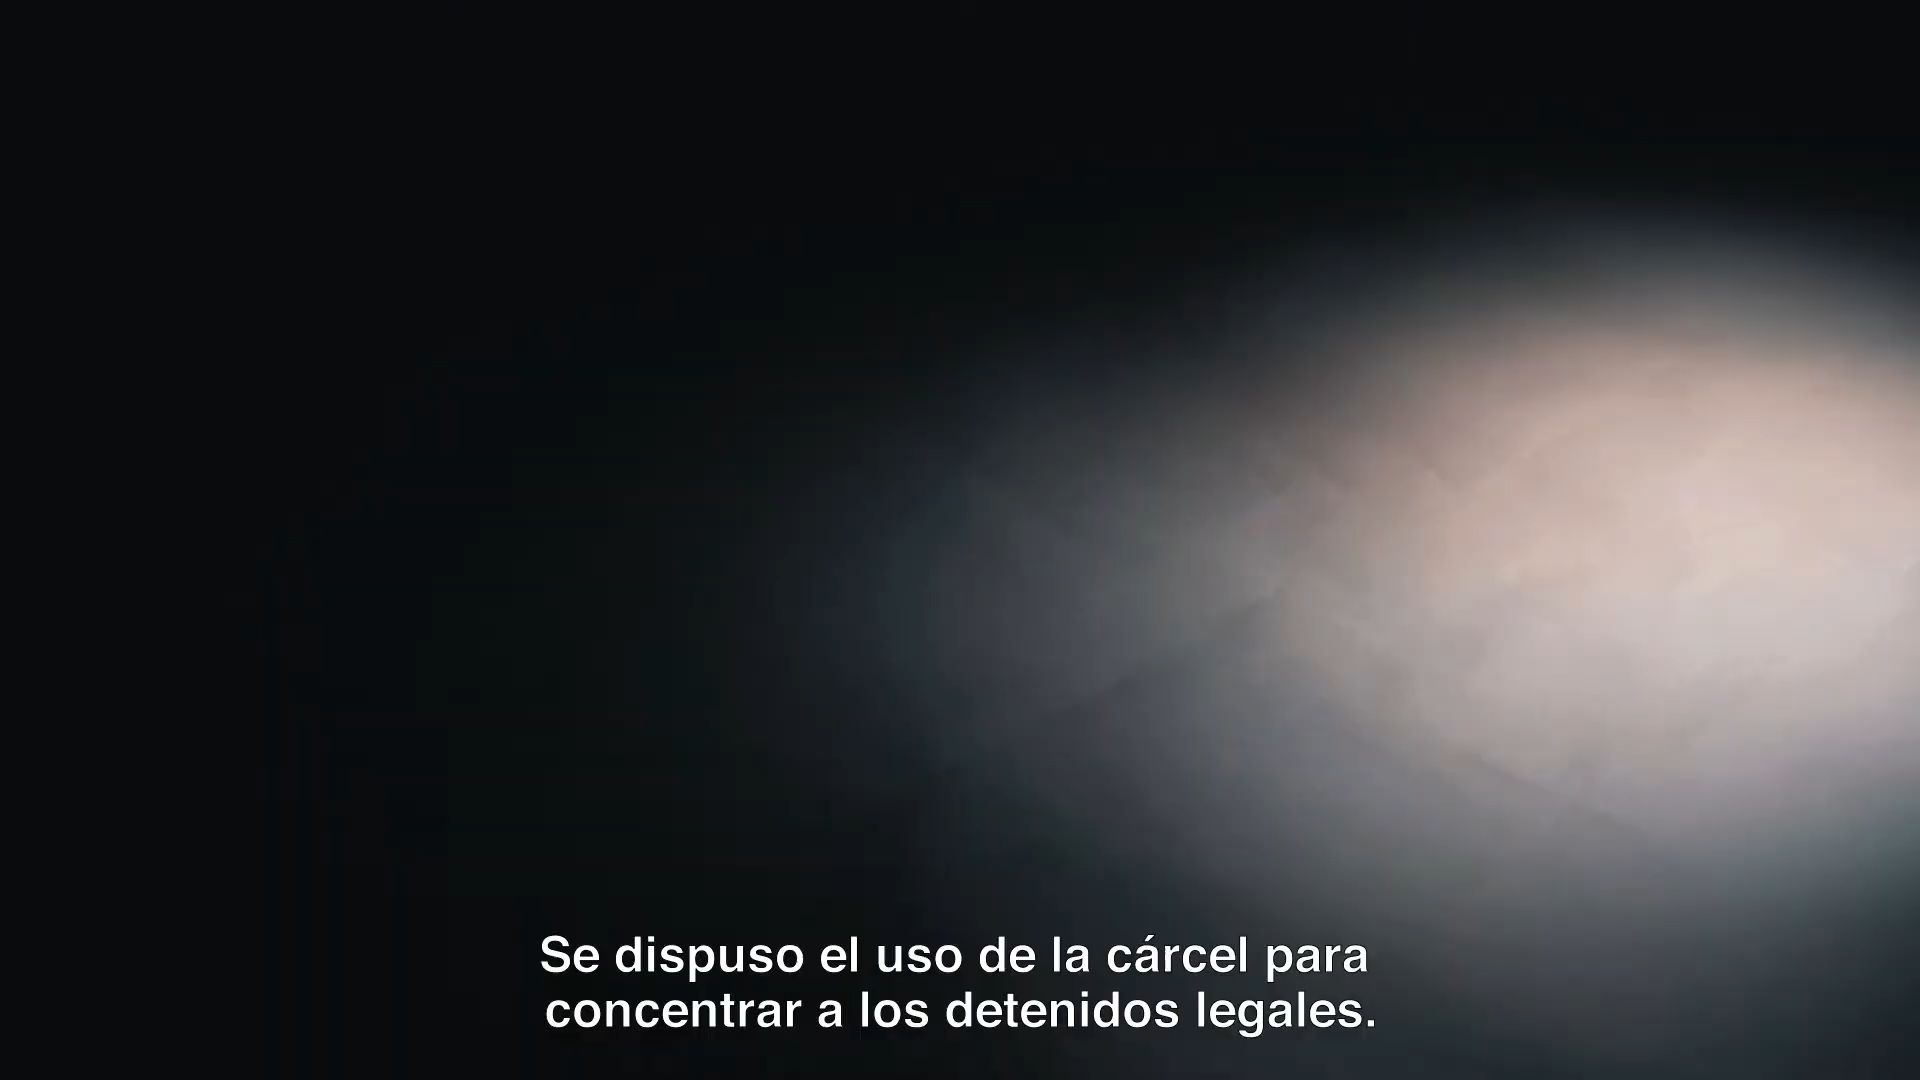 Se dispuso el uso de la cárcel para
concentrar a los detenidos legales.